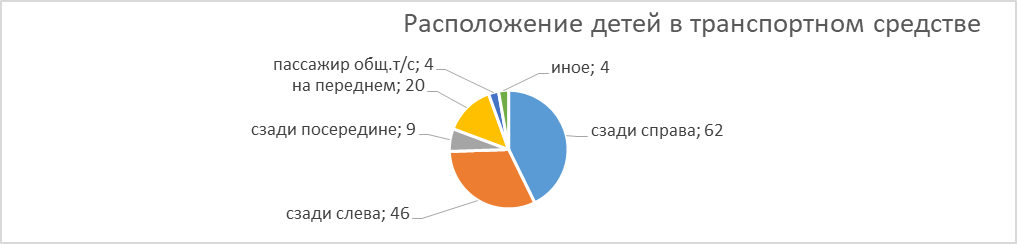 Расположение детей в транспортном средстве
пассажир общ.т/с; 4
иное; 4
на переднем; 20
сзади посередине; 9
сзади справа; 62
сзади слева; 46